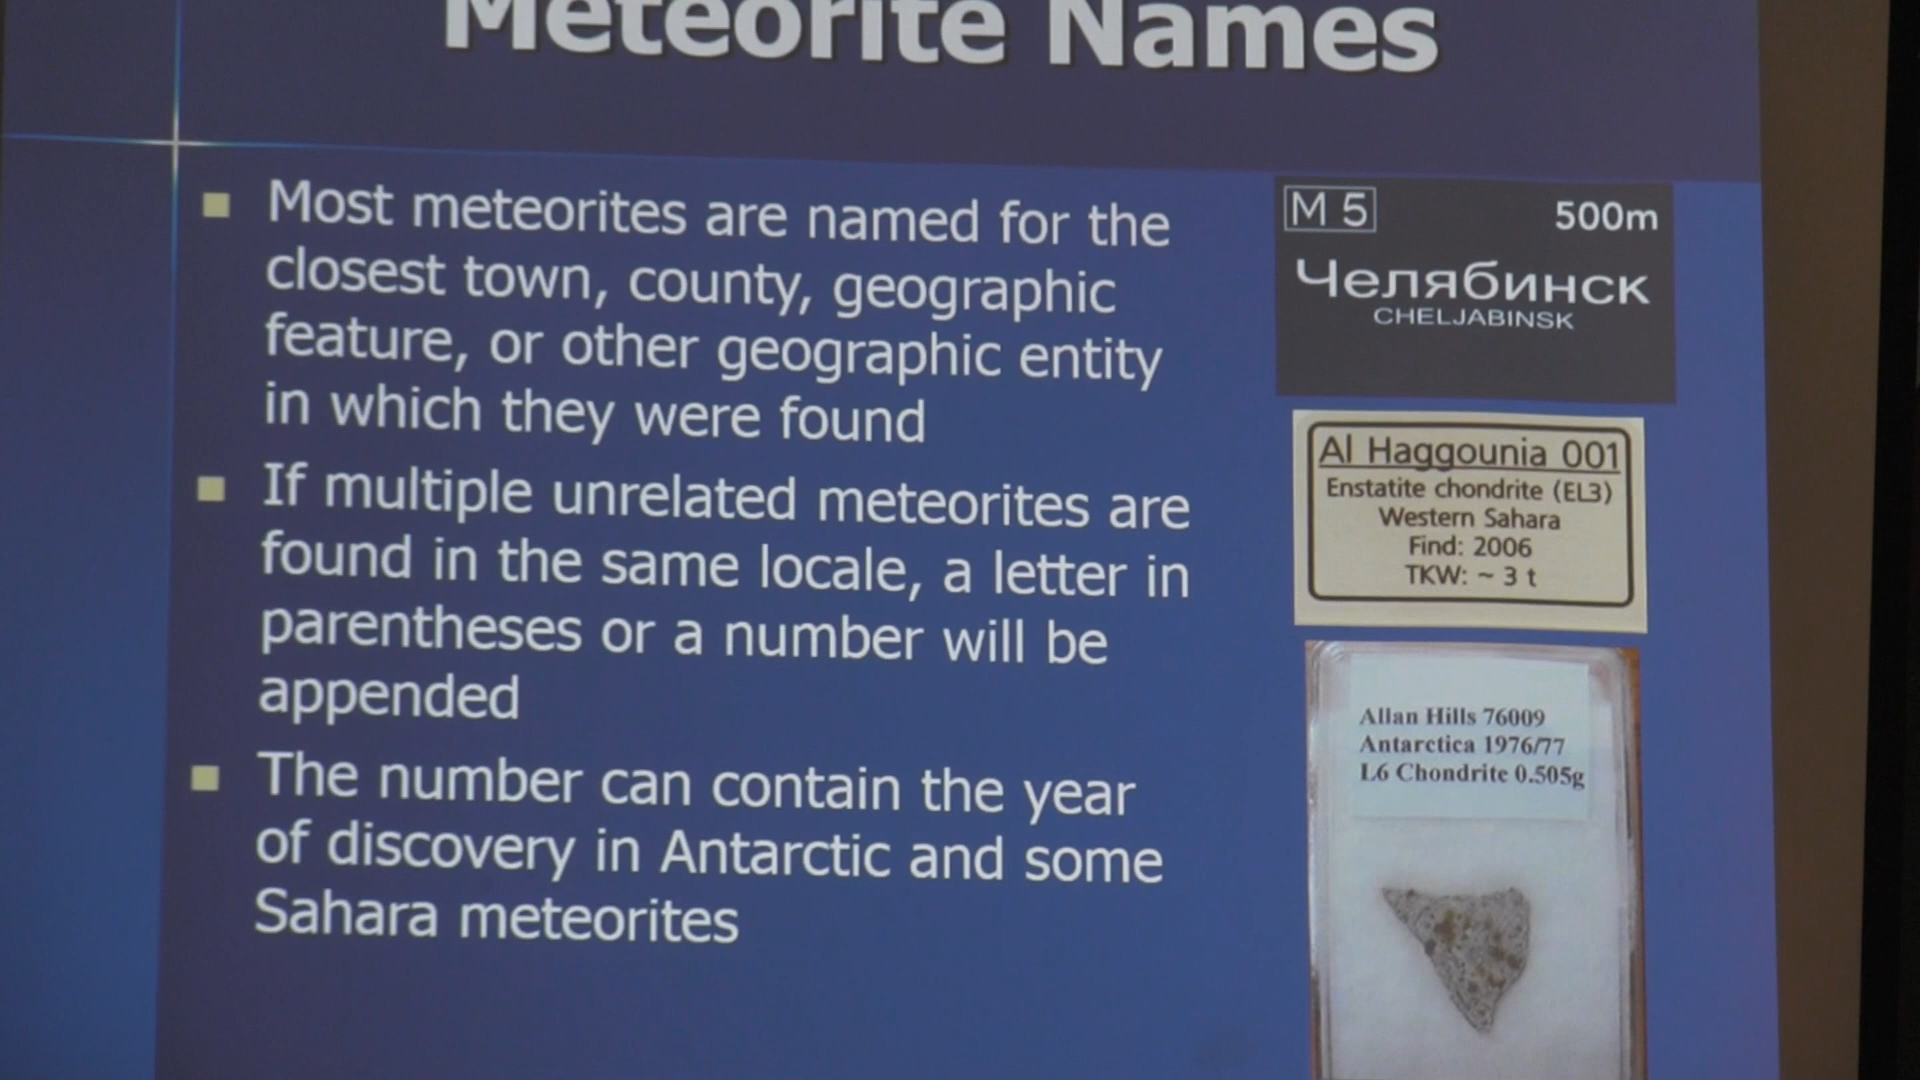 Meteorite Names
Most meteorites are named for the
closest town, county, geographic
feature, or other geographic entity
in which they were found
If multiple unrelated meteorites are
found in the same locale, a letter in
parentheses or a number will be
appended
The number can contain the year
of discovery in Antarctic and some
Sahara meteorites
M 5 500m
Челябинск
CHELJABINSK
Al Haggounia 001
Enstatite chondrite (EL3)
Western Sahara
Find: 2006
TKW: ~ 3 t
Allan Hills 76009
Antarctica 1976/77
L6 Chondrite 0.505g